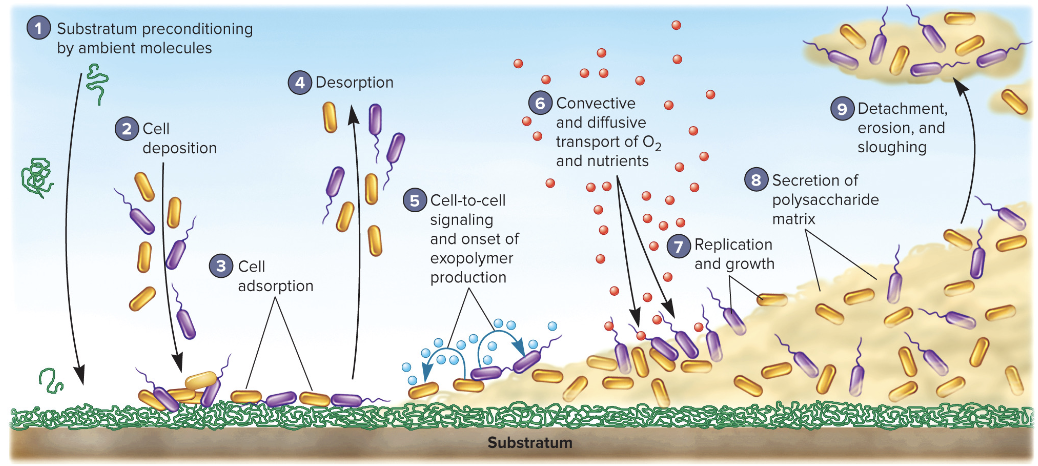 1 Substratum preconditioning
by ambient molecules
2 Cell
deposition
3 Cell
adsorption
4 Desorption
5 Cell-to-cell
signaling
and onset of
exopolymer
production
6 Convective
and diffusive
transport of O₂
and nutrients
7 Replication
and growth
8 Secretion of
polysaccharide
matrix
9 Detachment,
erosion, and
sloughing
Substratum